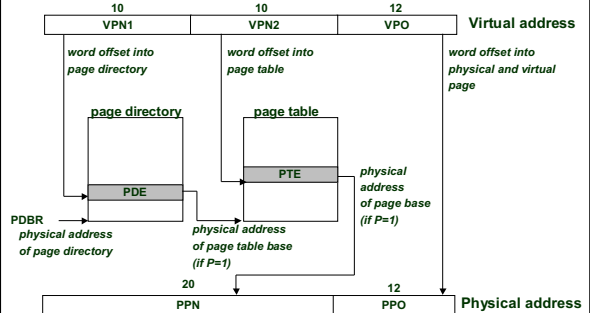 10 10 12
VPN1 VPN2 VPO Virtual address
word offset into word offset into word offset into
page directory page table physical and virtual
page
page directory page table
physical
PTE address
of page base
(if P=1)
PDE
PDBR
physical address
of page directory
physical address
of page table base
(if P=1)
20 12
PPN PPO Physical address